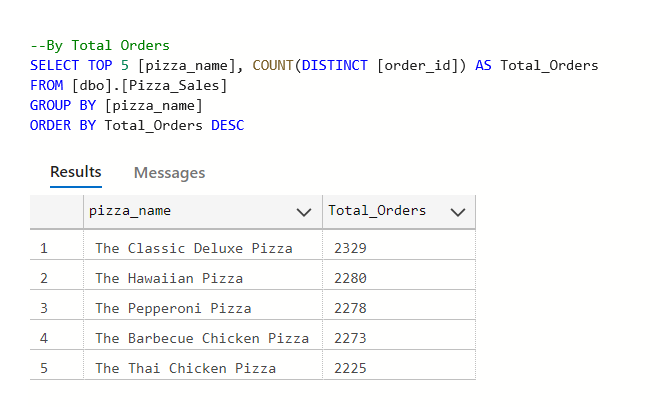 --By Total Orders
SELECT TOP 5 [pizza_name], COUNT(DISTINCT [order_id]) AS Total_Orders
FROM [dbo].[Pizza_Sales]
GROUP BY [pizza_name]
ORDER BY Total_Orders DESC
Results Messages
pizza_name Total_Orders
1 The Classic Deluxe Pizza 2329
2 The Hawaiian Pizza 2280
3 The Pepperoni Pizza 2278
4 The Barbecue Chicken Pizza 2273
5 The Thai Chicken Pizza 2225